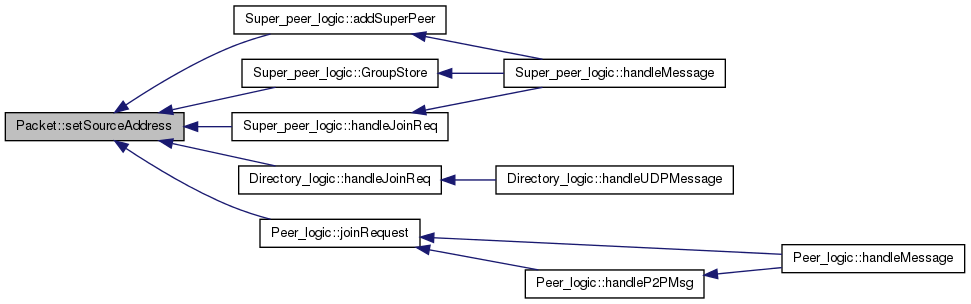 Super_peer_logic::addSuperPeer
Super_peer_logic::GroupStore
Super_peer_logic::handleMessage
Packet::setSourceAddress
Super_peer_logic::handleJoinReq
Directory_logic::handleJoinReq
Directory_logic::handleUDPMessage
Peer_logic::joinRequest
Peer_logic::handleMessage
Peer_logic::handleP2PMsg